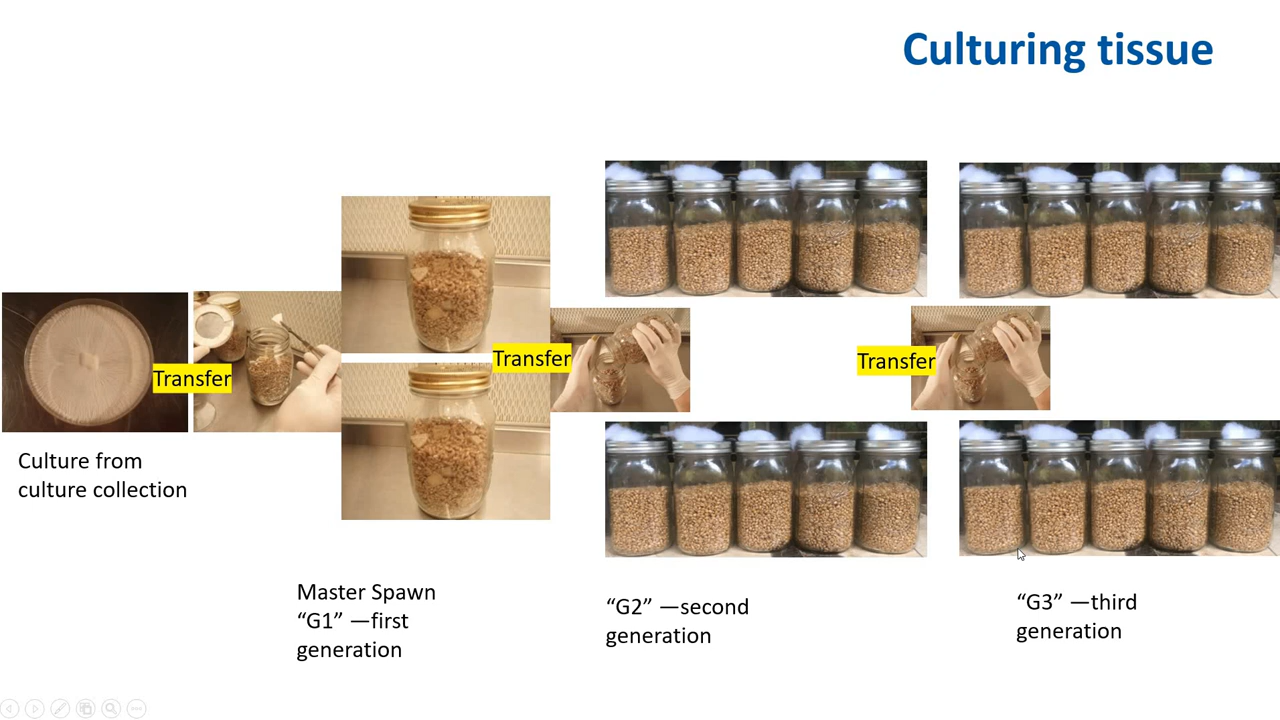 Culturing tissue
Transfer
Transfer
Transfer
Culture from
culture collection
Master Spawn
“G1” —first
generation
“G2” —second
generation
“G3” —third
generation